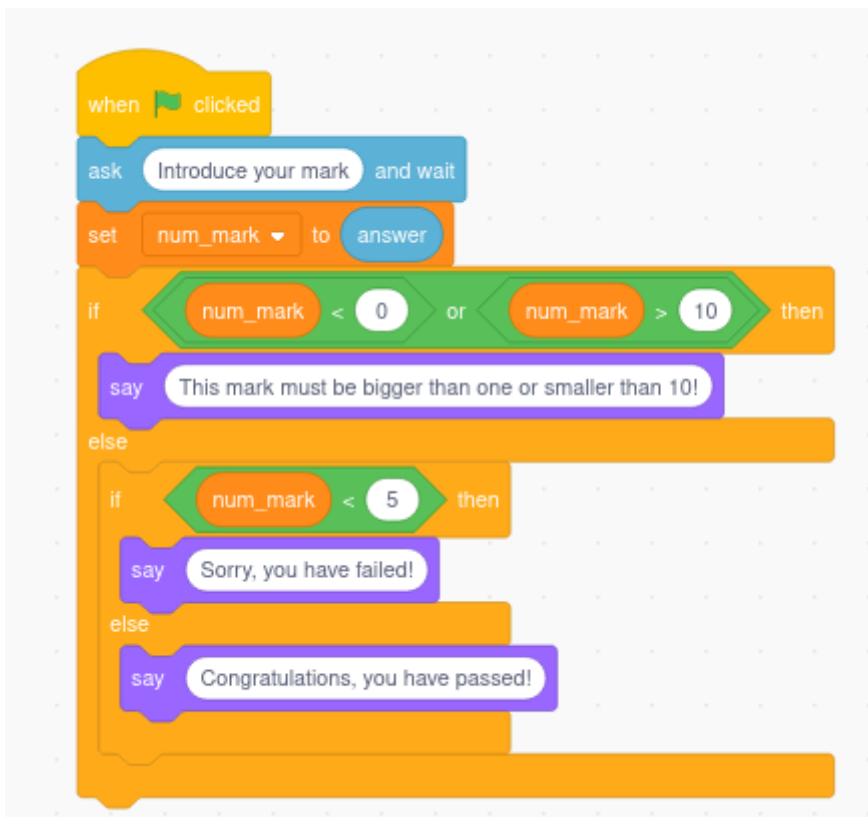 when clicked
ask Introduce your mark and wait
set num_mark to answer
if num_mark < 0 or num_mark > 10 then
say This mark must be bigger than one or smaller than 10!
else
if num_mark < 5 then
say Sorry, you have failed!
else
say Congratulations, you have passed!